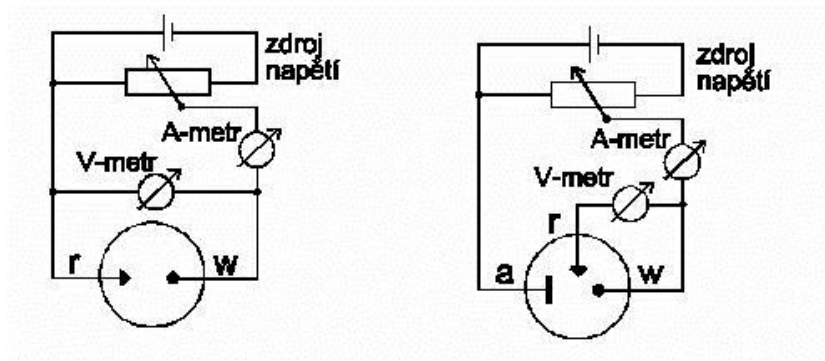 zdroj
napětí
A-metr
V-metr
r
w
zdroj
napětí
A-metr
V-metr
r
a
w